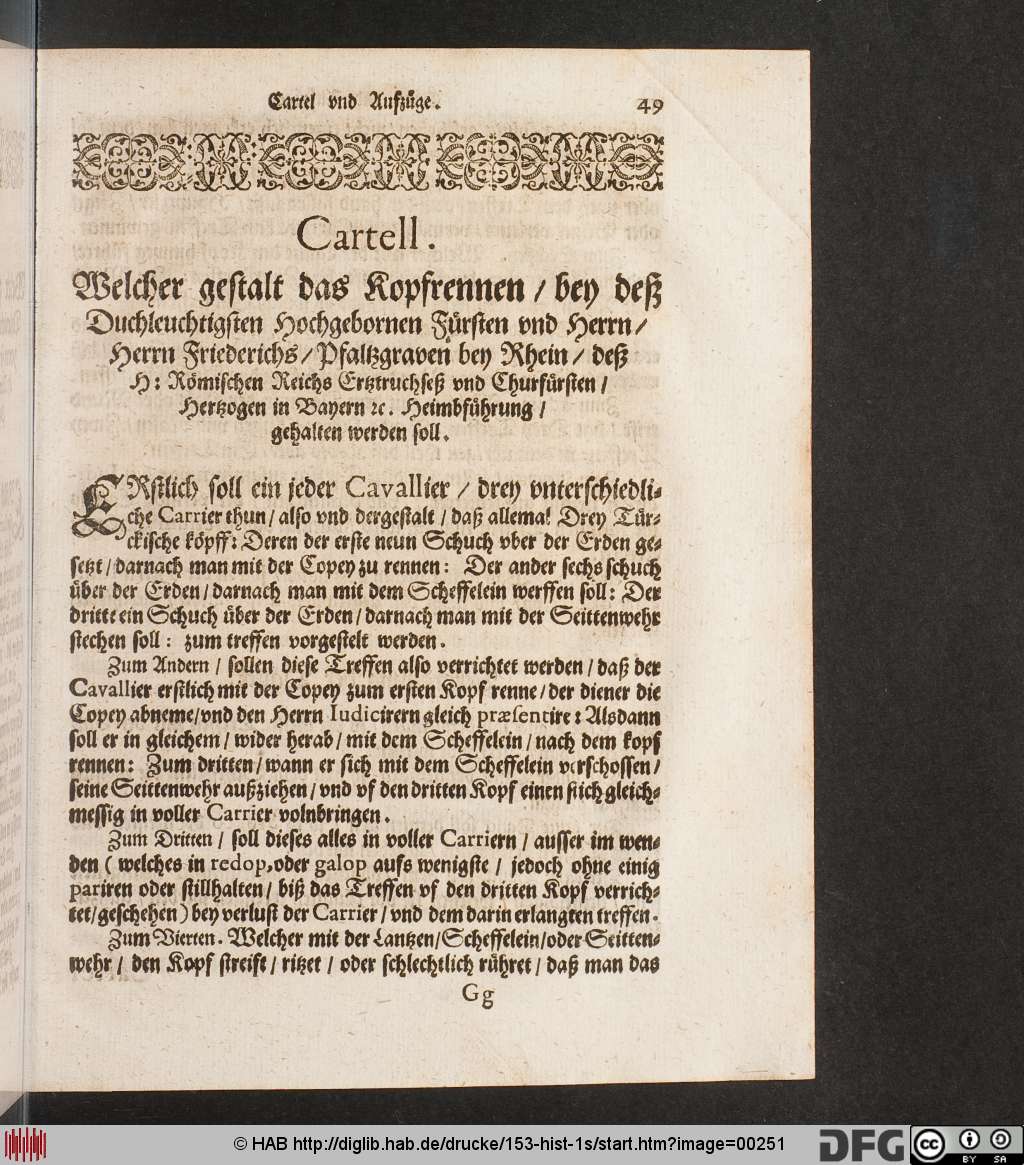 Cartel vnd Aufzüge. 49
Cartell.
Welcher gestalt das Kopfrennen / bey deß
Duchleuchtigsten Hochgebornen Fürsten vnd Herrn /
Herrn Friederichs / Pfaltzgraven bey Rhein / deß
H: Römischen Reichs Ertztruchseß vnd Churfürsten /
Hertzogen in Bayern ꝛc. Heimbführung /
gehalten werden soll.
ERstlich soll ein jeder Cavallier / drey vnterschiedli-
che Carrier thun / also vnd dergestalt / daß allemal Drey Tür-
ckische köpff: Deren der erste neun Schuch vber der Erden ge-
setzt / darnach man mit der Copey zu rennen: Der ander sechs schuch
über der Erden / darnach man mit dem Scheffelein werffen soll: Der
dritte ein Schuch über der Erden / darnach man mit der Seittenwehr
stechen soll: zum treffen vorgestelt werden.
Zum Andern / sollen diese Treffen also verrichtet werden / daß der
Cavallier erstlich mit der Copey zum ersten Kopf renne / der diener die
Copey abneme / vnd den Herrn Iudicirern gleich præsentire: Alsdann
soll er in gleichem / wider herab / mit dem Scheffelein / nach dem kopf
rennen: Zum dritten / wann er sich mit dem Scheffelein verschossen /
seine Seittenwehr außziehen / vnd vf den dritten Kopf einen stich gleich-
messig in voller Carrier volnbringen.
Zum Dritten / soll dieses alles in voller Carriern / ausser im wen-
den ( welches in redop, oder galop aufs wenigste / jedoch ohne einig
pariren oder stillhalten / biß das Treffen vf den dritten Kopf verrich-
tet / geschehen ) bey verlust der Carrier / vnd dem darin erlangten treffen.
Zum Vierten. Welcher mit der Lantzen / Scheffelein / oder Seitten-
wehr / den Kopf streift / ritzet / oder schlechtlich rühret / daß man das
Gg
© HAB http://diglib.hab.de/drucke/153-hist-1s/start.htm?image=00251
DFG
cc BY SA